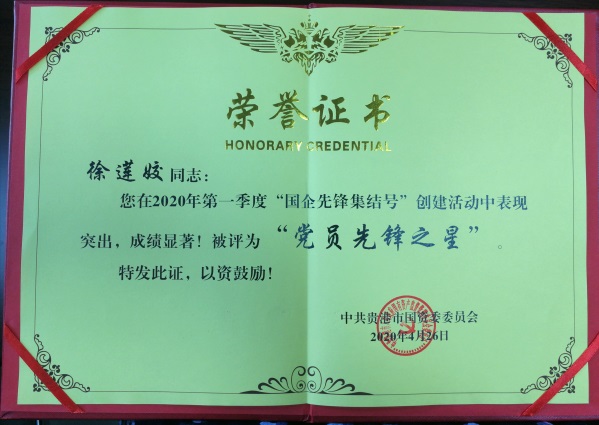 荣誉证书
HONORARY CREDENTIAL
徐莲姣同志：
您在2020年第一季度“国企先锋集结号”创建活动中表现
突出，成绩显著！被评为“党员先锋之星”。
特发此证，以资鼓励！
中共贵港市国资委委员会
2020年4月26日